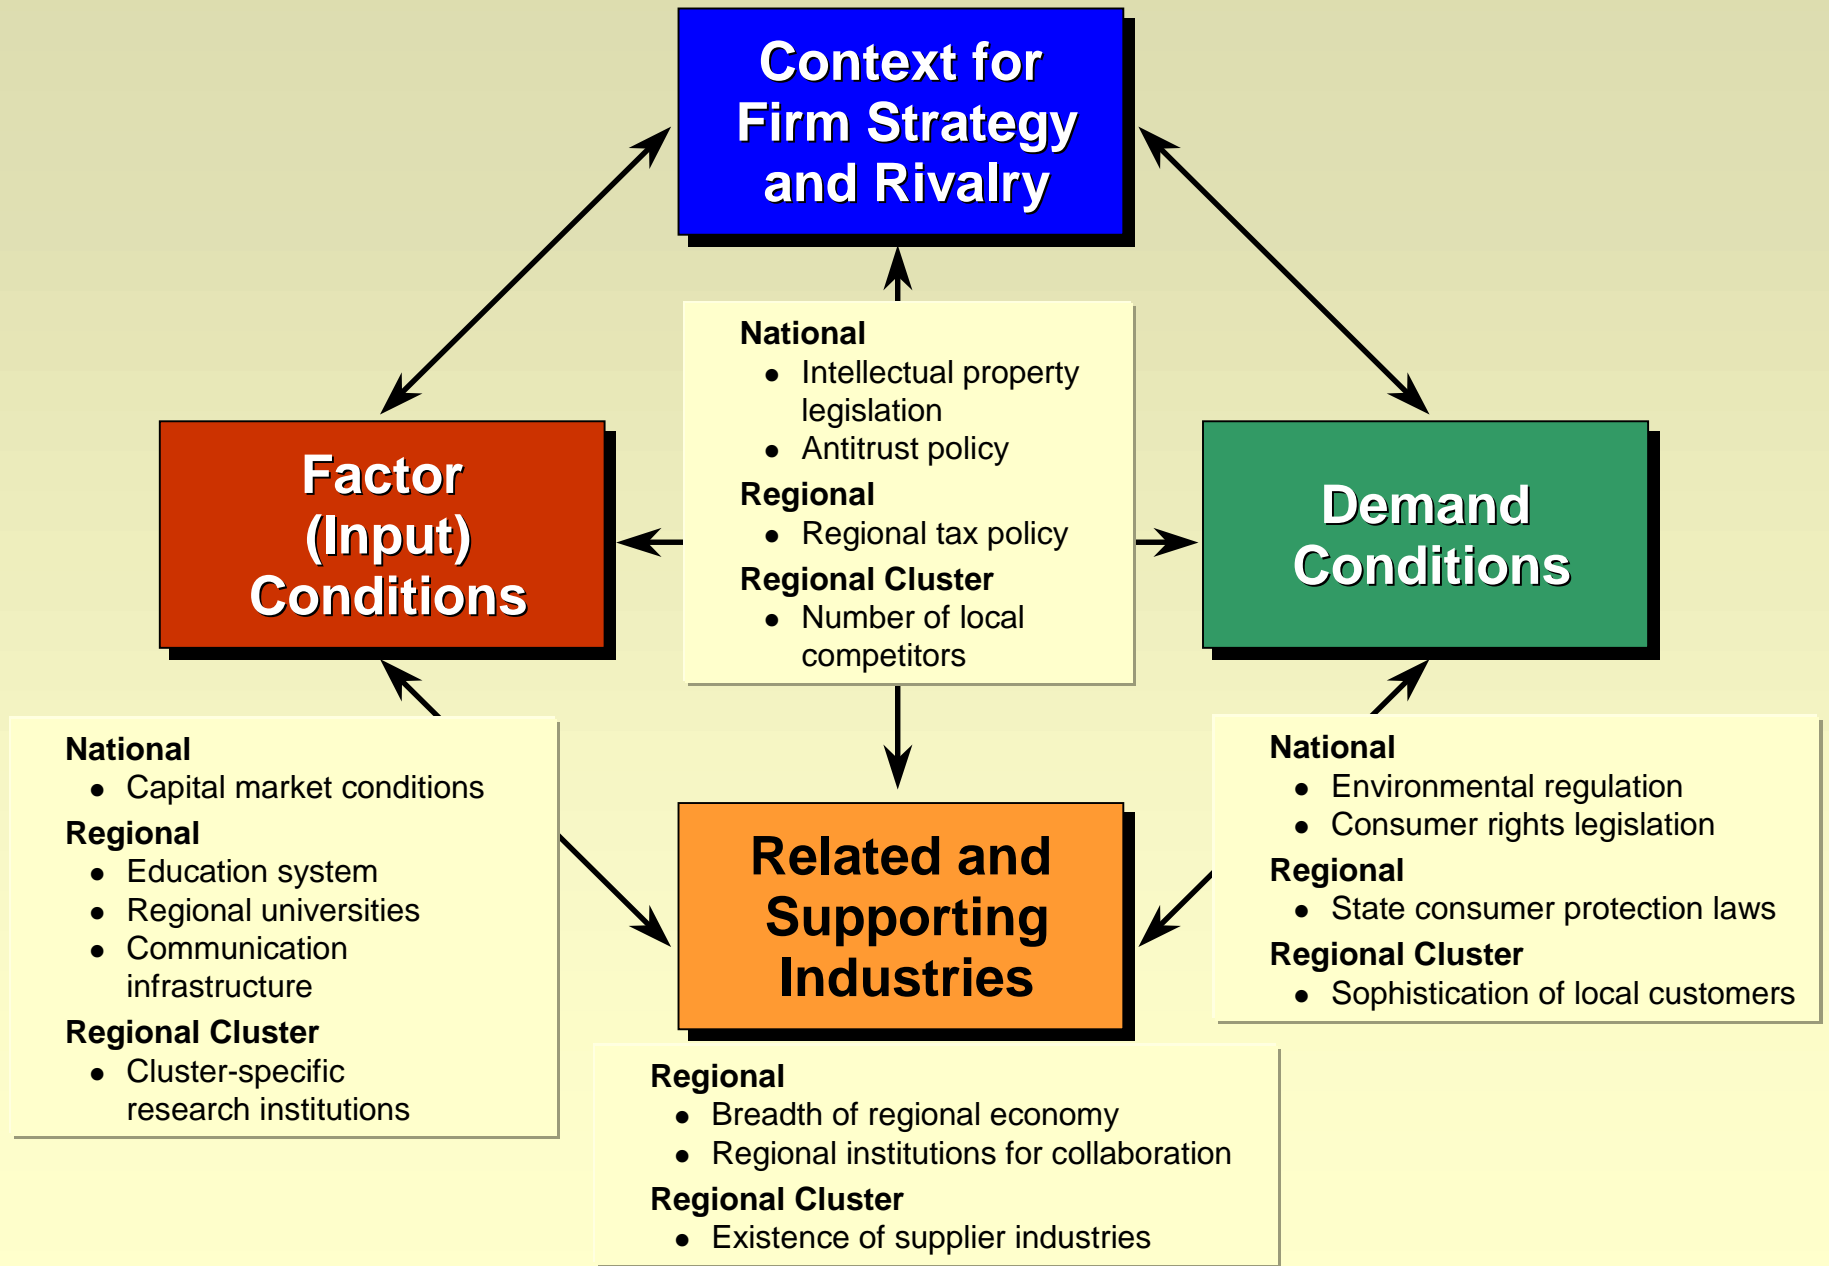 Context for
Firm Strategy
and Rivalry
National
● Intellectual property
legislation
● Antitrust policy
Regional
● Regional tax policy
Regional Cluster
● Number of local
competitors
Factor
(Input)
Conditions
Demand
Conditions
National
● Capital market conditions
Regional
● Education system
● Regional universities
● Communication
infrastructure
Regional Cluster
● Cluster-specific
research institutions
Related and
Supporting
Industries
National
● Environmental regulation
● Consumer rights legislation
Regional
● State consumer protection laws
Regional Cluster
● Sophistication of local customers
Regional
● Breadth of regional economy
● Regional institutions for collaboration
Regional Cluster
● Existence of supplier industries